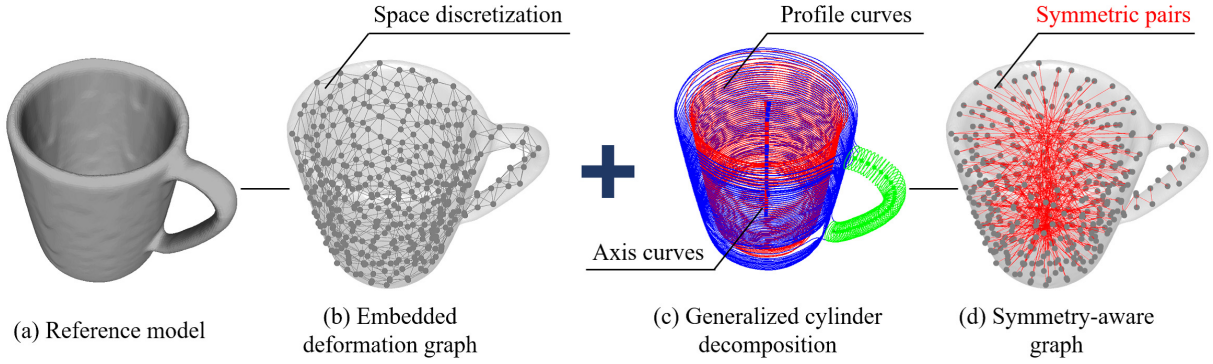 Space discretization
Profile curves
Symmetric pairs
Axis curves
(a) Reference model
(b) Embedded
deformation graph
(c) Generalized cylinder
decomposition
(d) Symmetry-aware
graph